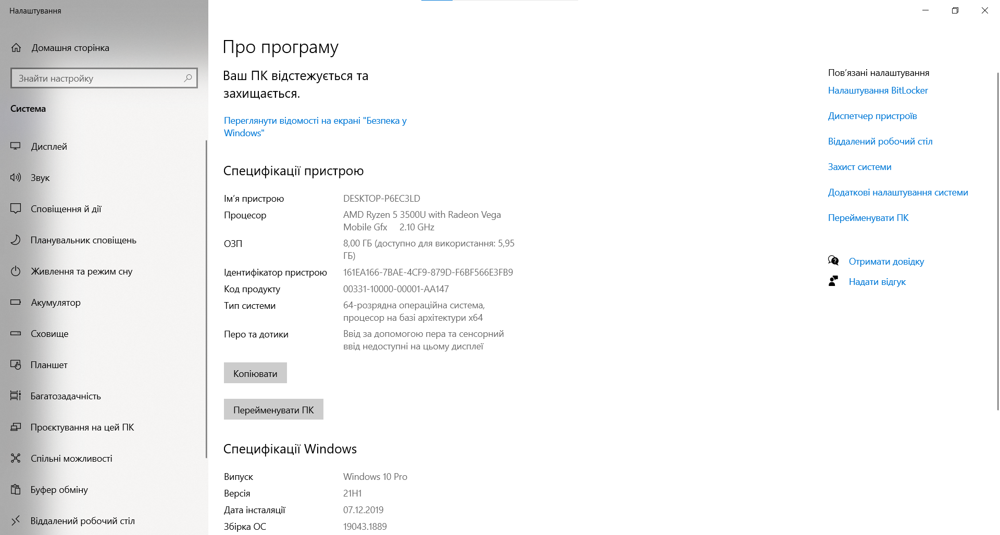 Налаштування
Домашня сторінка
Знайти настройку
Система
Дисплей
Звук
Сповіщення й дії
Планувальник сповіщень
Живлення та режим сну
Акумулятор
Сховище
Планшет
Багатозадачність
Проєктування на цей ПК
Спільні можливості
Буфер обміну
Віддалений робочий стіл
Про програму
Ваш ПК відстежується та
захищається.
Переглянути відомості на екрані "Безпека у
Windows"
Специфікації пристрою
Ім’я пристрою DESKTOP-P6EC3LD
Процесор AMD Ryzen 5 3500U with Radeon Vega
Mobile Gfx 2.10 GHz
ОЗП 8,00 ГБ (доступно для використання: 5,95
ГБ)
Ідентифікатор пристрою 161EA166-7BAE-4CF9-879D-F6BF566E3FB9
Код продукту 00331-10000-00001-AA147
Тип системи 64-розрядна операційна система,
процесор на базі архітектури x64
Перо та дотики Ввід за допомогою пера та сенсорний
ввід недоступні на цьому дисплеї
Копіювати
Перейменувати ПК
Специфікації Windows
Випуск Windows 10 Pro
Версія 21H1
Дата інсталяції 07.12.2019
Збірка ОС 19043.1889
Пов’язані налаштування
Налаштування BitLocker
Диспетчер пристроїв
Віддалений робочий стіл
Захист системи
Додаткові налаштування системи
Перейменувати ПК
Отримати довідку
Надати відгук